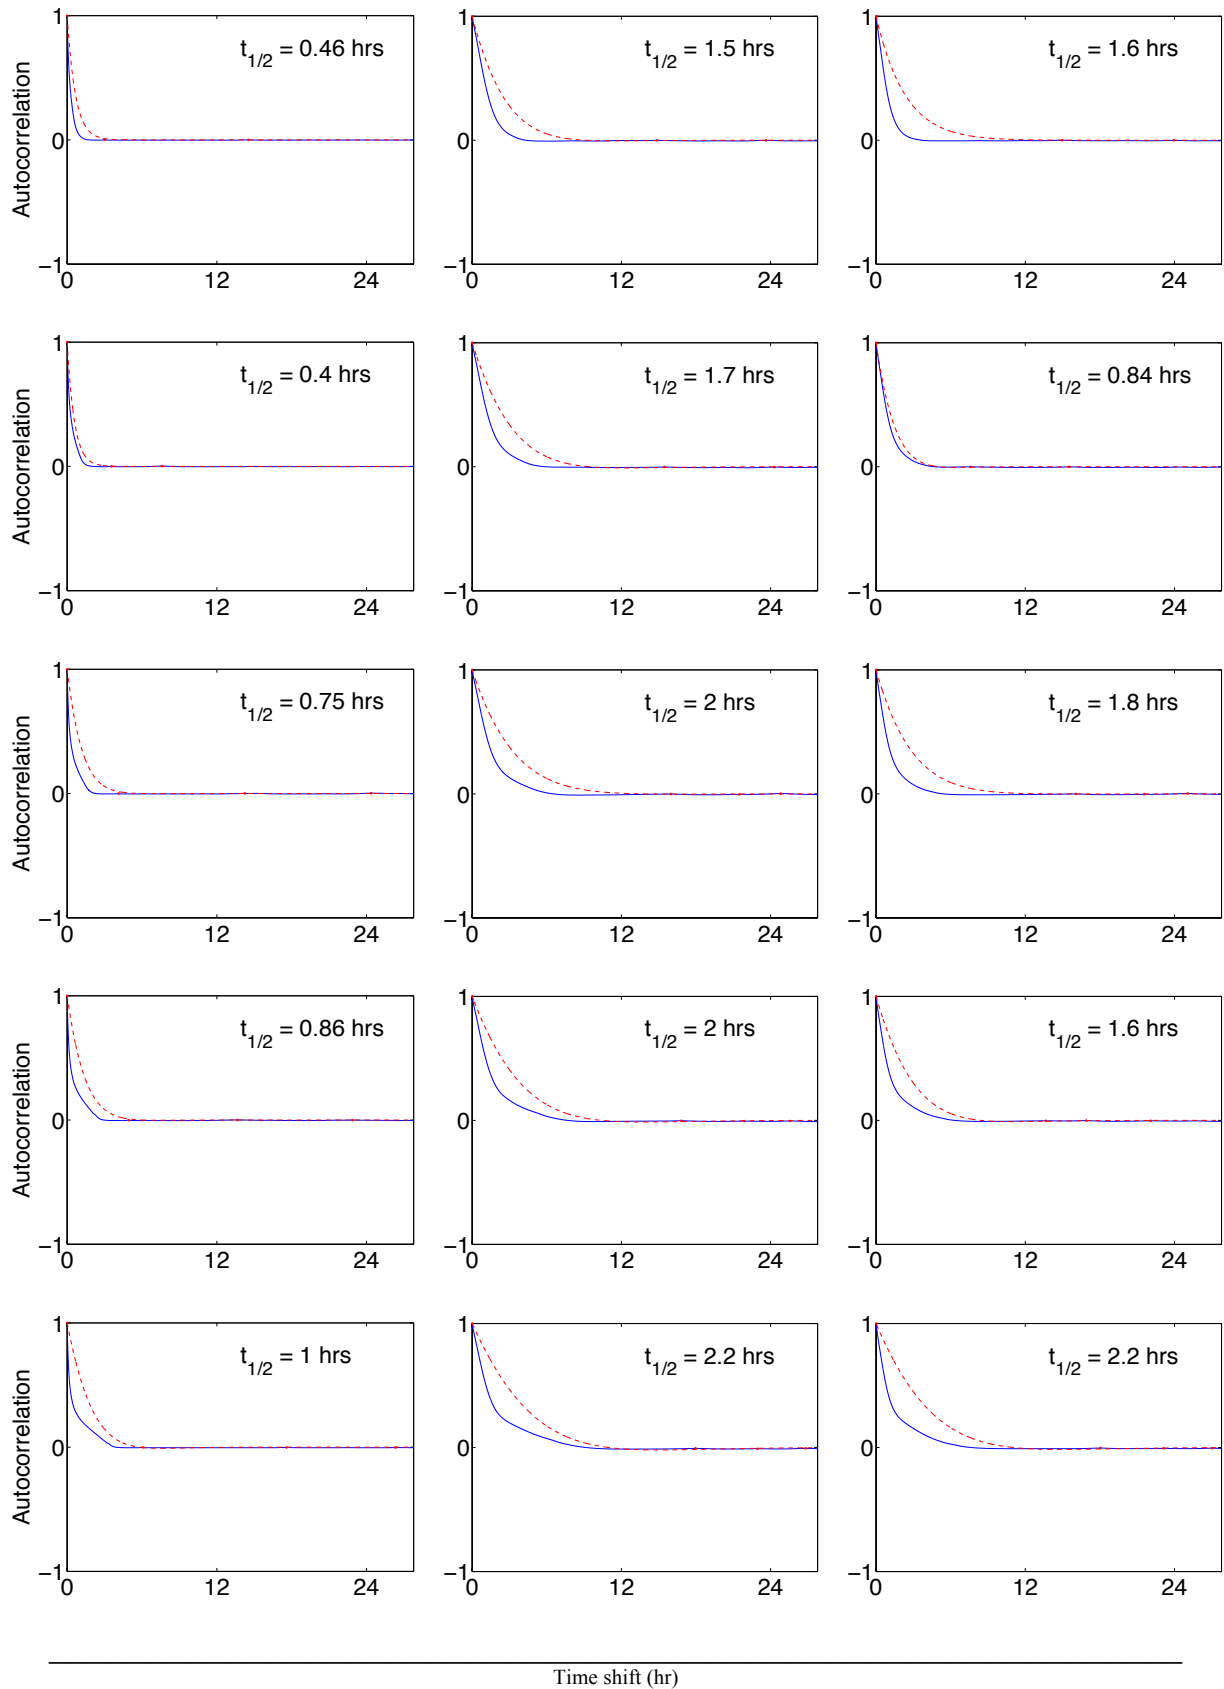 1 t1/2 = 0.46 hrs 1 t1/2 = 1.5 hrs 1 t1/2 = 1.6 hrs
Autocorrelation
0 0 0
−1 −1 −1
0 12 24 0 12 24 0 12 24
1 t1/2 = 0.4 hrs 1 t1/2 = 1.7 hrs 1 t1/2 = 0.84 hrs
Autocorrelation
0 0 0
−1 −1 −1
0 12 24 0 12 24 0 12 24
1 t1/2 = 0.75 hrs 1 t1/2 = 2 hrs 1 t1/2 = 1.8 hrs
Autocorrelation
0 0 0
−1 −1 −1
0 12 24 0 12 24 0 12 24
1 t1/2 = 0.86 hrs 1 t1/2 = 2 hrs 1 t1/2 = 1.6 hrs
Autocorrelation
0 0 0
−1 −1 −1
0 12 24 0 12 24 0 12 24
1 t1/2 = 1 hrs 1 t1/2 = 2.2 hrs 1 t1/2 = 2.2 hrs
Autocorrelation
0 0 0
−1 −1 −1
0 12 24 0 12 24 0 12 24
Time shift (hr)